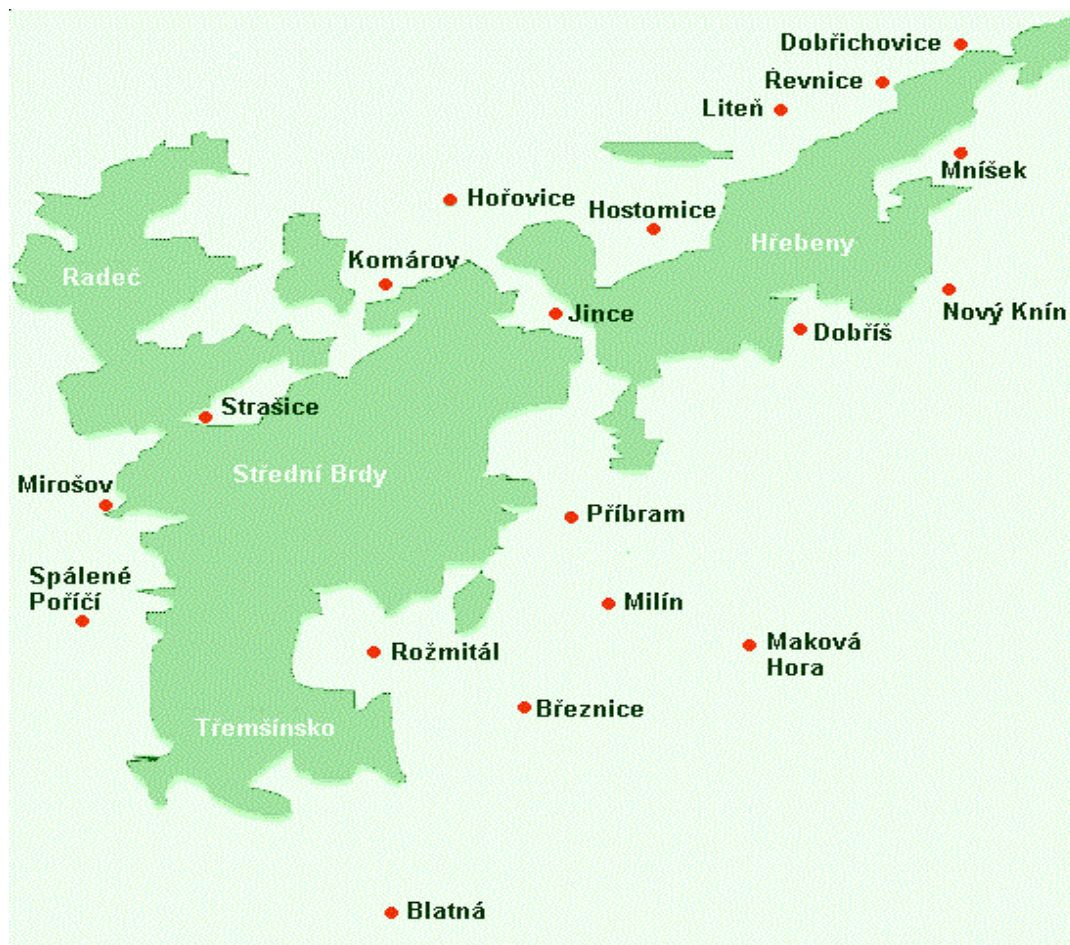 Dobřichovice
Řevnice
Liteň
Mníšek
Hořovice
Hostomice
Hřebeny
Komárov
Radeč
Nový Knín
Jince
Dobříš
Strašice
Střední Brdy
Mirošov
Příbram
Spálené
Poříčí
Milín
Maková
Hora
Rožmitál
Březnice
Třemšínsko
Blatná